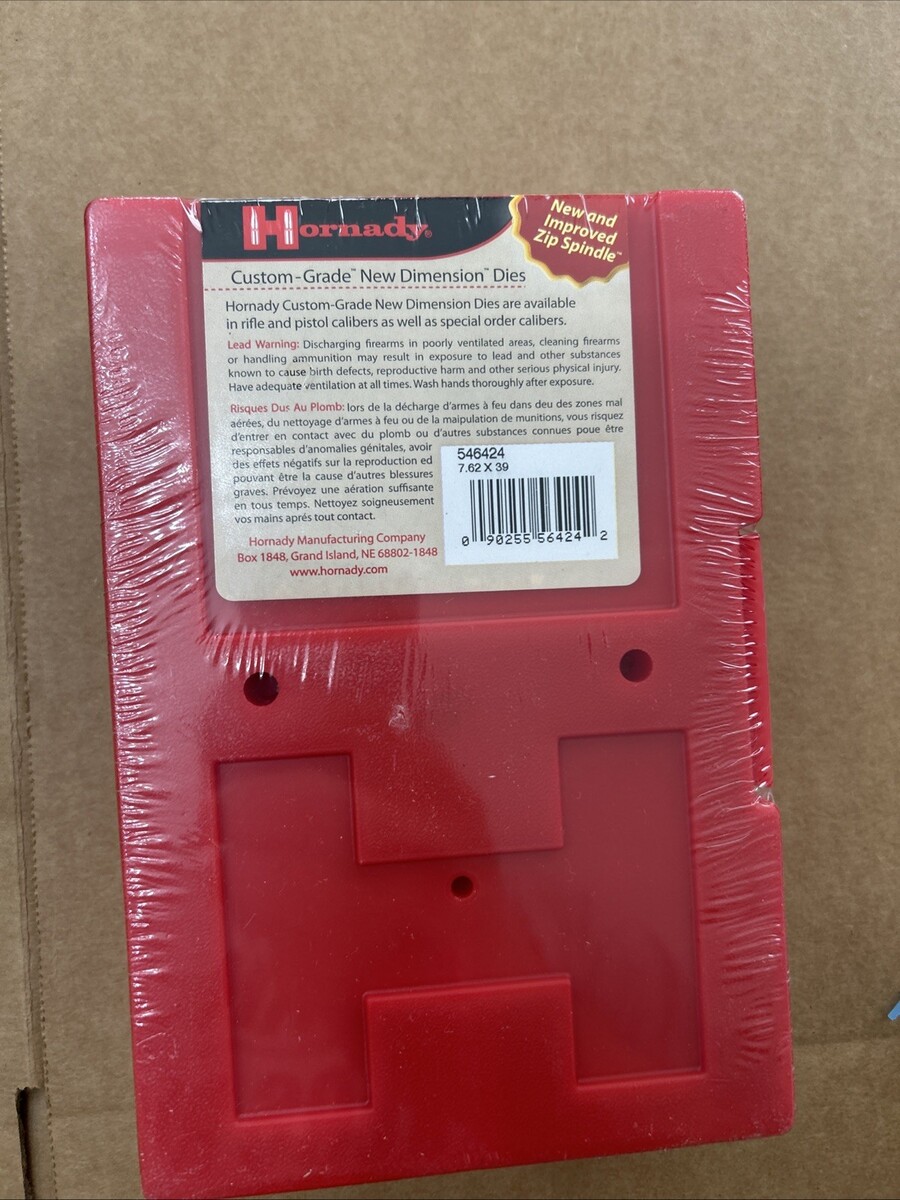 Hornady®
New and
Improved
Zip Spindle™
Custom-Grade™ New Dimension™ Dies
Hornady Custom-Grade New Dimension Dies are available
in rifle and pistol calibers as well as special order calibers.
Lead Warning: Discharging firearms in poorly ventilated areas, cleaning firearms
or handling ammunition may result in exposure to lead and other substances
known to cause birth defects, reproductive harm and other serious physical injury.
Have adequate ventilation at all times. Wash hands thoroughly after exposure.
Risques Dus Au Plomb: lors de la décharge d'armes à feu dans deu des zones mal
aérées, du nettoyage d'armes à feu ou de la maipulation de munitions, vous risquez
d'entrer en contact avec du plomb ou d'autres substances connues poue être
responsables d'anomalies génitales, avoir
des effets négatifs sur la reproduction ed
pouvant être la cause d'autres blessures
graves. Prévoyez une aération suffisante
en tous temps. Nettoyez soigneusement
vos mains aprés tout contact.
546424
7.62 X 39
0 90255 56424 2
Hornady Manufacturing Company
Box 1848, Grand Island, NE 68802-1848
www.hornady.com